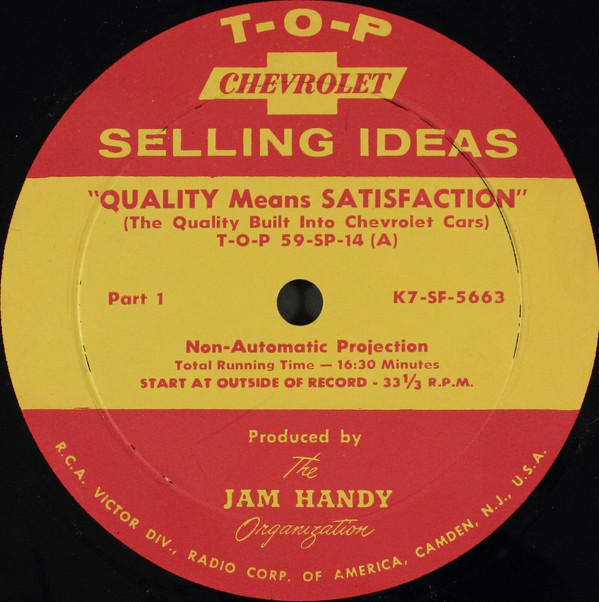 T-O-P
CHEVROLET
SELLING IDEAS
"QUALITY Means SATISFACTION"
(The Quality Built Into Chevrolet Cars)
T-O-P 59-SP-14 (A)
Part 1
K7-SF-5663
Non-Automatic Projection
Total Running Time — 16:30 Minutes
START AT OUTSIDE OF RECORD - 33 1/3 R.P.M.
Produced by
The
JAM HANDY
Organization
R.C.A. VICTOR DIV., RADIO CORP. OF AMERICA, CAMDEN, N.J., U.S.A.